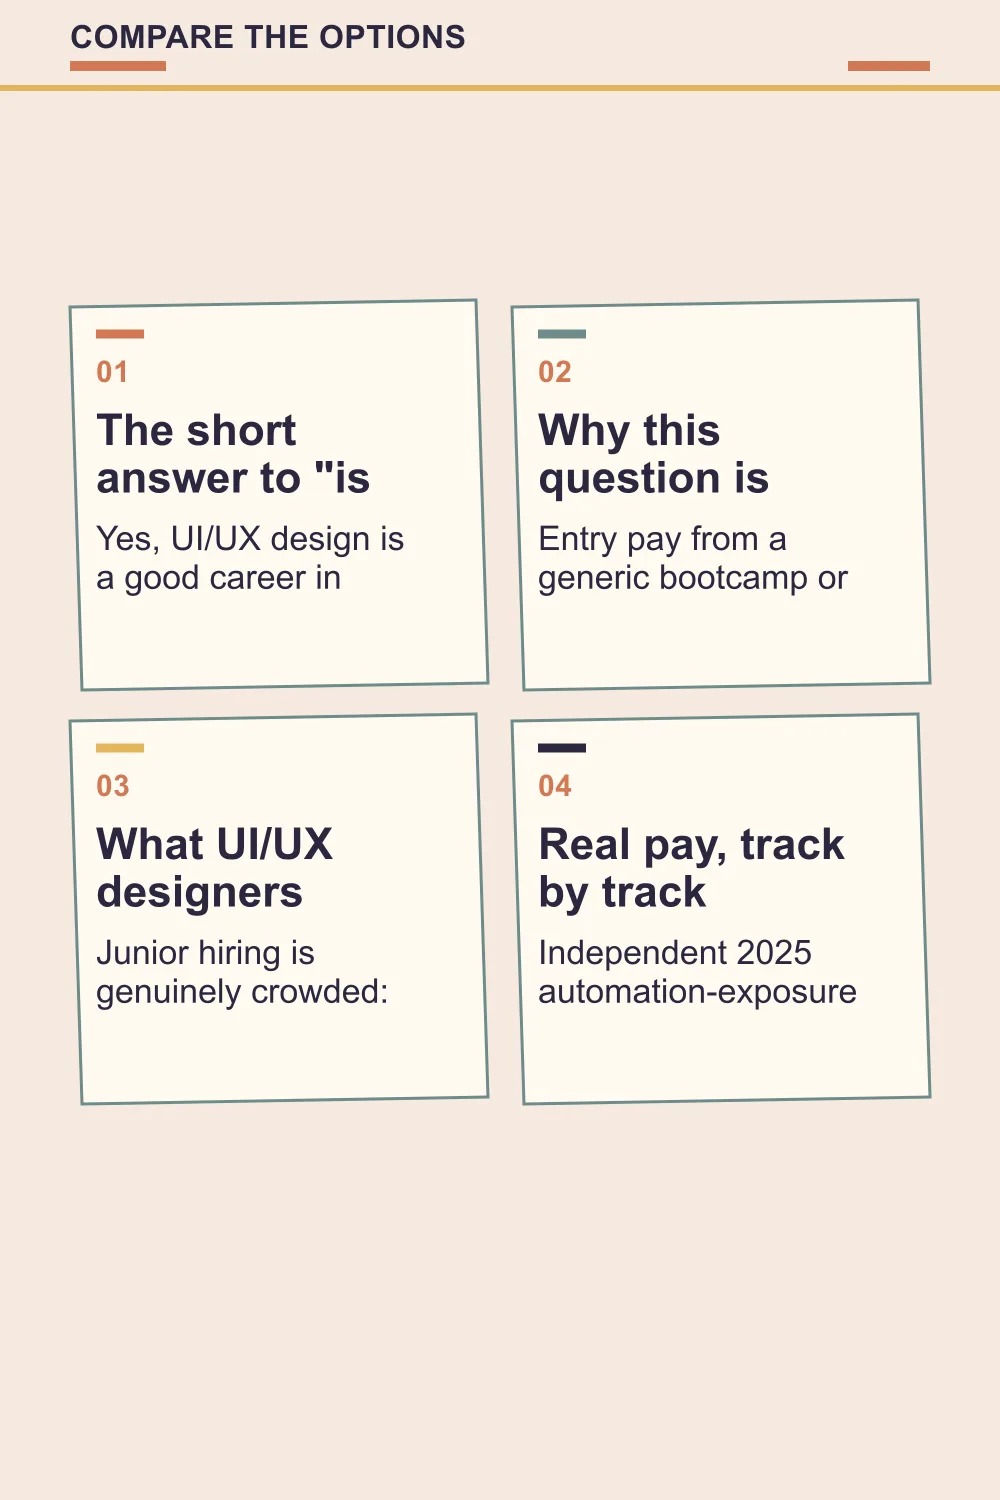 COMPARE THE OPTIONS
01
The short
answer to "is
Yes, UI/UX design is
a good career in
02
Why this
question is
Entry pay from a
generic bootcamp or
03
What UI/UX
designers
Junior hiring is
genuinely crowded:
04
Real pay, track
by track
Independent 2025
automation-exposure